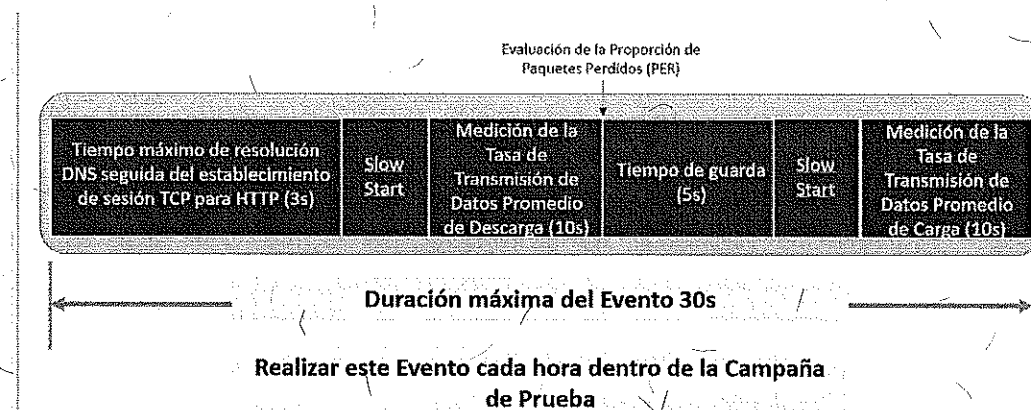 Evaluación de la Proporción de
Paquetes Perdidos (PER)
Tiempo máximo de resolución
DNS seguida del establecimiento
de sesión TCP para HTTP (3s)
Slow
Start
Medición de la
Tasa de
Transmisión de
Datos Promedio
de Descarga (10s)
Tiempo de guarda
(5s)
Slow
Start
Medición de la
Tasa de
Transmisión de
Datos Promedio
de Carga (10s)
Duración máxima del Evento 30s
Realizar este Evento cada hora dentro de la Campaña
de Prueba